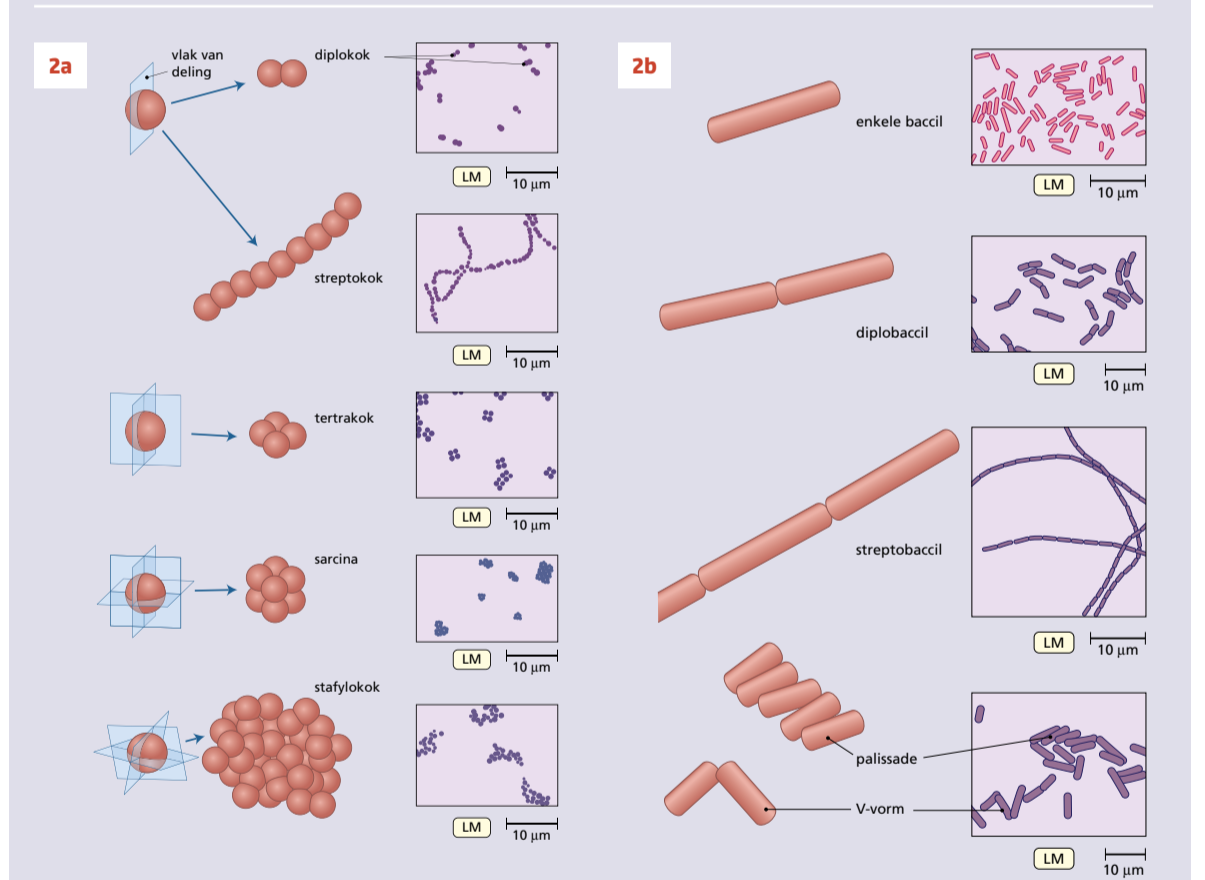 2a
vlak van
deling
diplokok
LM
10 µm
streptokok
LM
10 µm
tertrakok
LM
10 µm
sarcina
LM
10 µm
stafylokok
LM
10 µm
2b
enkele baccil
LM
10 µm
diplobaccil
LM
10 µm
streptobaccil
LM
10 µm
palissade
V-vorm
LM
10 µm